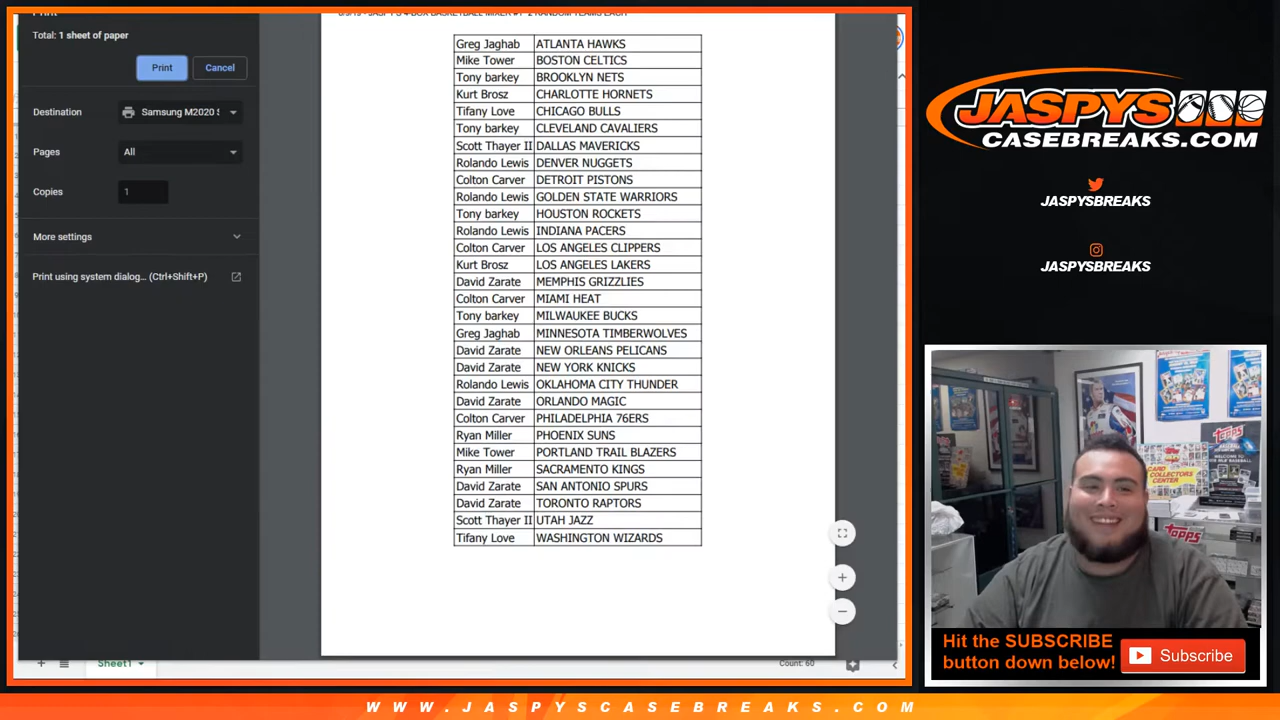 Total: 1 sheet of paper
Print
Cancel
Destination
Samsung M2020 S
Pages
All
Copies
1
More settings
Print using system dialog... (Ctrl+Shift+P)
Greg Jaghab ATLANTA HAWKS
Mike Tower BOSTON CELTICS
Tony barkey BROOKLYN NETS
Kurt Brosz CHARLOTTE HORNETS
Tifany Love CHICAGO BULLS
Tony barkey CLEVELAND CAVALIERS
Scott Thayer II DALLAS MAVERICKS
Rolando Lewis DENVER NUGGETS
Colton Carver DETROIT PISTONS
Rolando Lewis GOLDEN STATE WARRIORS
Tony barkey HOUSTON ROCKETS
Rolando Lewis INDIANA PACERS
Colton Carver LOS ANGELES CLIPPERS
Kurt Brosz LOS ANGELES LAKERS
David Zarate MEMPHIS GRIZZLIES
Colton Carver MIAMI HEAT
Tony barkey MILWAUKEE BUCKS
Greg Jaghab MINNESOTA TIMBERWOLVES
David Zarate NEW ORLEANS PELICANS
David Zarate NEW YORK KNICKS
Rolando Lewis OKLAHOMA CITY THUNDER
David Zarate ORLANDO MAGIC
Colton Carver PHILADELPHIA 76ERS
Ryan Miller PHOENIX SUNS
Mike Tower PORTLAND TRAIL BLAZERS
Ryan Miller SACRAMENTO KINGS
David Zarate SAN ANTONIO SPURS
David Zarate TORONTO RAPTORS
Scott Thayer II UTAH JAZZ
Tifany Love WASHINGTON WIZARDS
Sheet1
Count: 60
JASPYS
CASEBREAKS.COM
JASPYSBREAKS
JASPYSBREAKS
topps
CARD
COLLECTORS
CENTER
topps
Hit the SUBSCRIBE
button down below!
Subscribe
WWW.JASPYSCASEBREAKS.COM